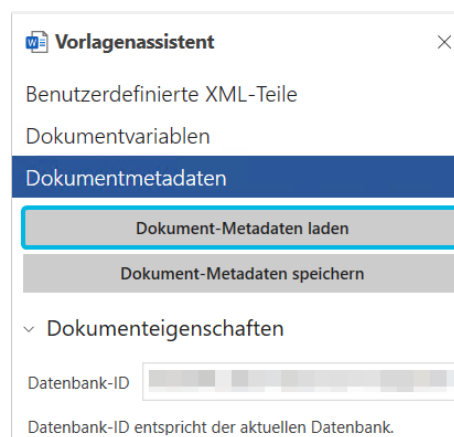 Vorlagenassistent
Benutzerdefinierte XML-Teile
Dokumentvariablen
Dokumentmetadaten
Dokument-Metadaten laden
Dokument-Metadaten speichern
Dokumenteigenschaften
Datenbank-ID
Datenbank-ID entspricht der aktuellen Datenbank.